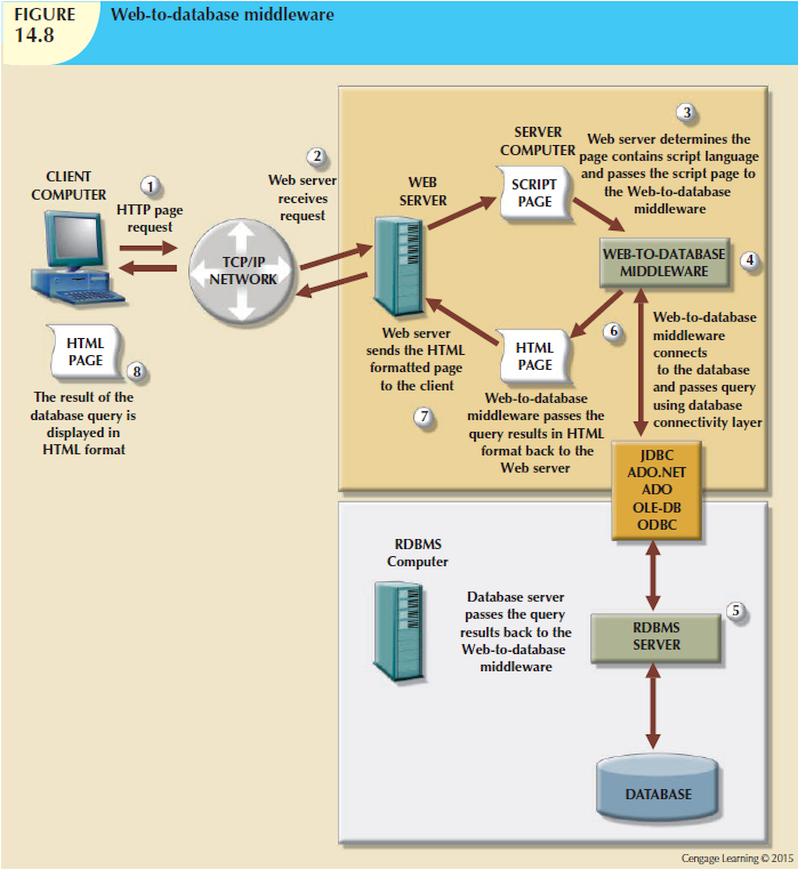 FIGURE
14.8
Web-to-database middleware
CLIENT
COMPUTER
1
HTTP page
request
TCP/IP
NETWORK
2
Web server
receives
request
WEB
SERVER
SERVER
COMPUTER
SCRIPT
PAGE
3
Web server determines the
page contains script language
and passes the script page to
the Web-to-database
middleware
WEB-TO-DATABASE
MIDDLEWARE
4
Web-to-database
middleware
connects
to the database
and passes query
using database
connectivity layer
JDBC
ADO.NET
ADO
OLE-DB
ODBC
RDBMS
Computer
Database server
passes the query
results back to the
Web-to-database
middleware
5
RDBMS
SERVER
DATABASE
6
HTML
PAGE
Web-to-database
middleware passes the
query results in HTML
format back to the
Web server
Web server
sends the HTML
formatted page
to the client
7
HTML
PAGE
8
The result of the
database query is
displayed in
HTML format
Cengage Learning © 2015